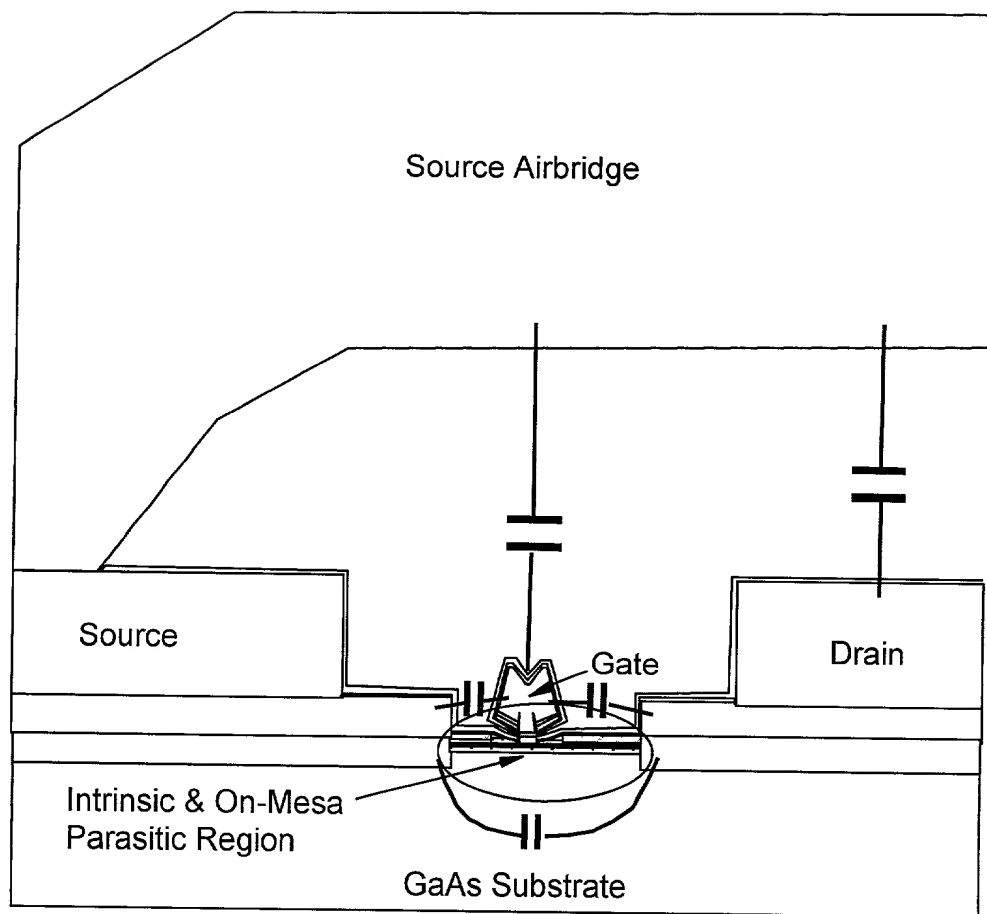 Source Airbridge
Source
Gate
Drain
Intrinsic & On-Mesa
Parasitic Region
GaAs Substrate